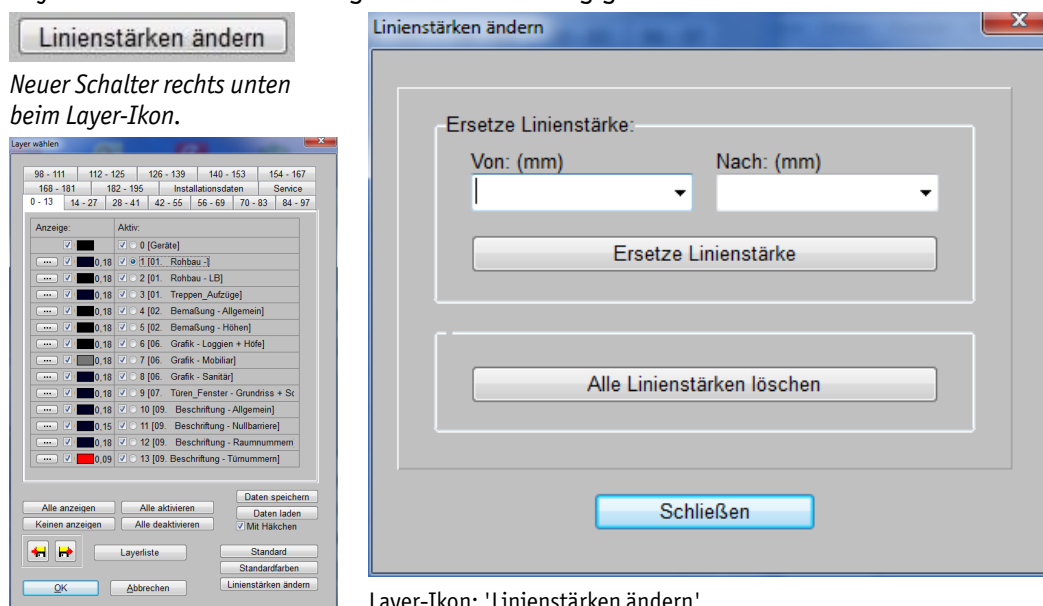 Linienstärken ändern
Neuer Schalter rechts unten
beim Layer-Ikon.
Layer wählen
98 - 111 112 - 125 126 - 139 140 - 153 154 - 167
168 - 181 182 - 195 Installationsdaten Service
0 - 13 14 - 27 28 - 41 42 - 55 56 - 69 70 - 83 84 - 97
Anzeige: Aktiv:
0 [Geräte]
... 0,18 1 [01. Rohbau -]
... 0,18 2 [01. Rohbau - LB]
... 0,18 3 [01. Treppen_Aufzüge]
... 0,18 4 [02. Bemaßung - Allgemein]
... 0,18 5 [02. Bemaßung - Höhen]
... 0,18 6 [06. Grafik - Loggien + Höfe]
... 0,18 7 [06. Grafik - Mobiliar]
... 0,18 8 [06. Grafik - Sanitär]
... 0,18 9 [07. Türen_Fenster - Grundriss + Sc
... 0,18 10 [09. Beschriftung - Allgemein]
... 0,15 11 [09. Beschriftung - Nullbarriere]
... 0,18 12 [09. Beschriftung - Raumnummern
... 0,09 13 [09. Beschriftung - Türnummern]
Daten speichern
Alle anzeigen Alle aktivieren Daten laden
Keinen anzeigen Alle deaktivieren Mit Häkchen
Layerliste Standard
Standardfarben
OK Abbrechen Linienstärken ändern
Linienstärken ändern
Ersetze Linienstärke:
Von: (mm) Nach: (mm)
Ersetze Linienstärke
Alle Linienstärken löschen
Schließen
Layer-Ikon: 'Linienstärken ändern'